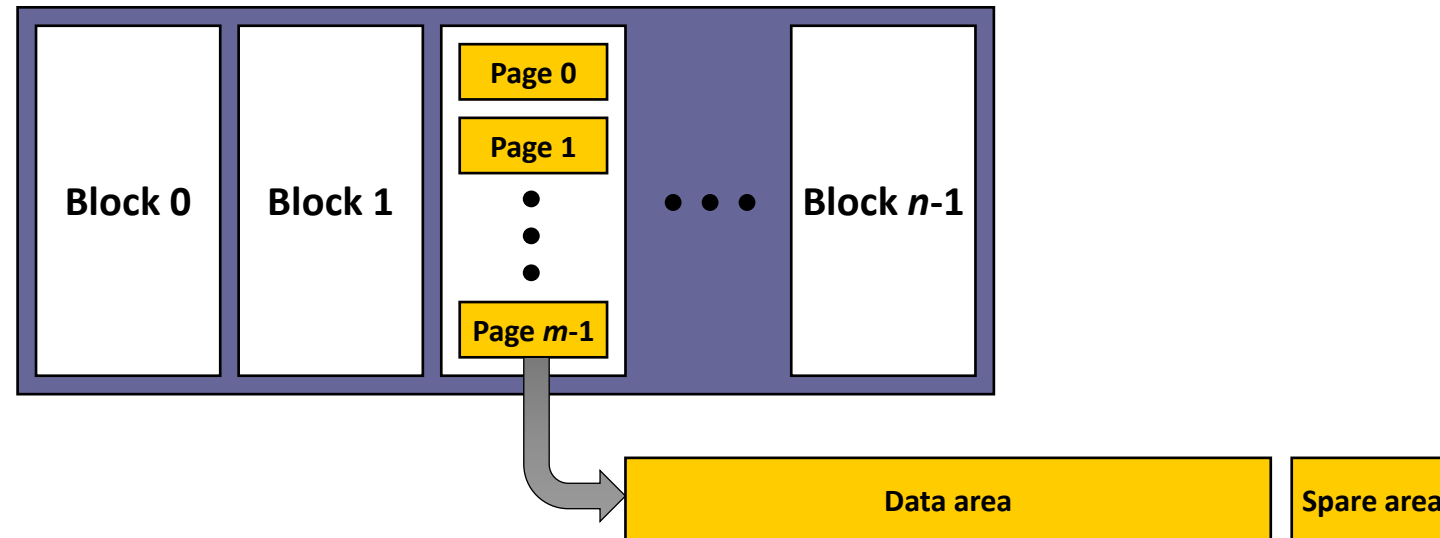 Block 0
Block 1
Page 0
Page 1
Page m-1
Block n-1
Data area
Spare area